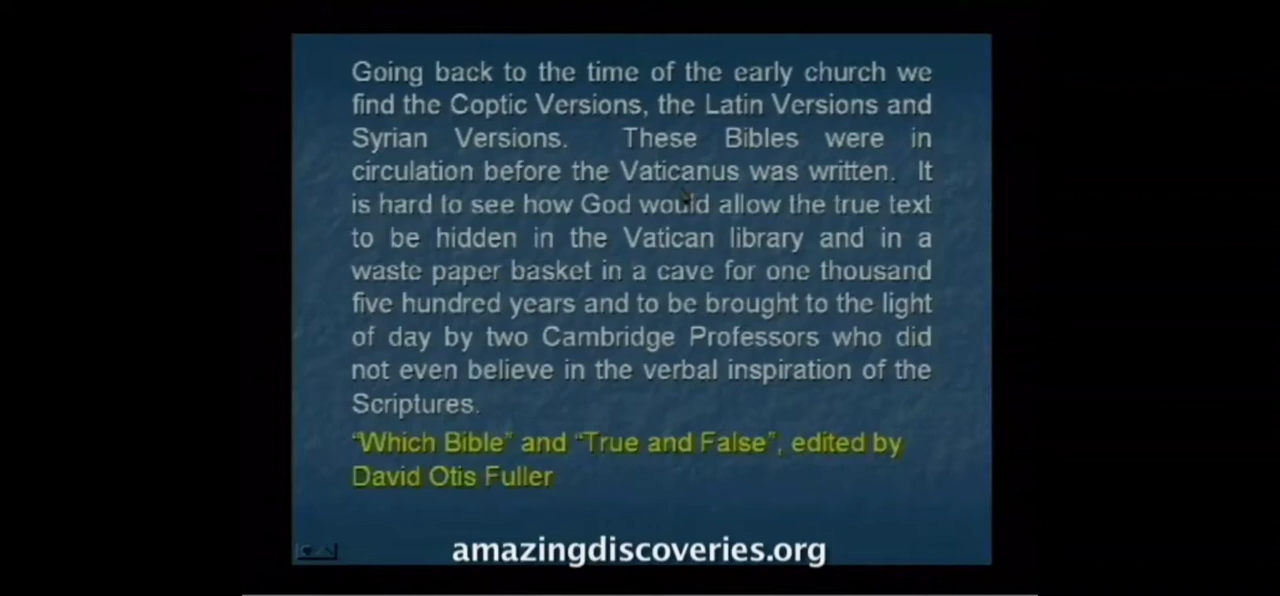 Going back to the time of the early church we
find the Coptic Versions, the Latin Versions and
Syrian Versions. These Bibles were in
circulation before the Vaticanus was written. It
is hard to see how God would allow the true text
to be hidden in the Vatican library and in a
waste paper basket in a cave for one thousand
five hundred years and to be brought to the light
of day by two Cambridge Professors who did
not even believe in the verbal inspiration of the
Scriptures.
“Which Bible” and “True and False”, edited by
David Otis Fuller
amazingdiscoveries.org